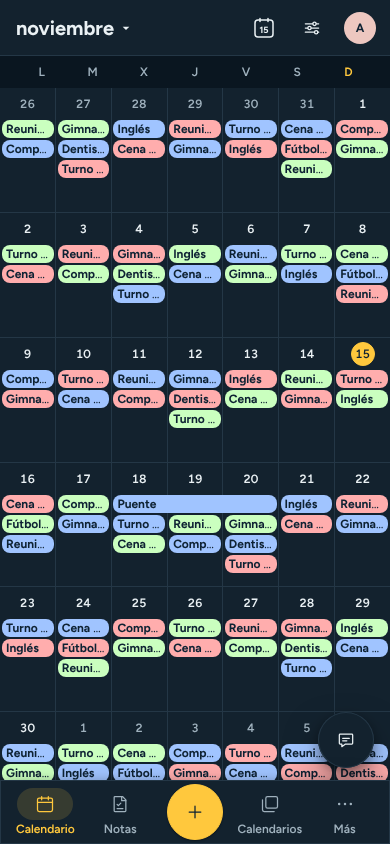 noviembre
15
A
L M X J V S D
26 27 28 29 30 31 1
Reuni... Gimna... Inglés Reuni... Turno ... Cena ... Comp...
Comp... Dentis... Cena ... Gimna... Inglés Fútbol... Gimna...
Turno ... Reuni...
2 3 4 5 6 7 8
Turno ... Reuni... Gimna... Inglés Reuni... Turno ... Cena ...
Cena ... Comp... Dentis... Cena ... Gimna... Inglés Fútbol...
Turno ... Reuni...
9 10 11 12 13 14 15
Comp... Turno ... Reuni... Gimna... Inglés Reuni... Turno ...
Gimna... Cena ... Comp... Dentis... Cena ... Gimna... Inglés
Turno ...
16 17 18 19 20 21 22
Cena ... Comp... Puente Inglés Reuni...
Fútbol... Gimna... Turno ... Reuni... Gimna... Cena ... Gimna...
Reuni... Cena ... Comp... Dentis...
Turno ...
23 24 25 26 27 28 29
Turno ... Cena ... Comp... Turno ... Reuni... Gimna... Inglés
Inglés Fútbol... Gimna... Cena ... Comp... Dentis... Cena ...
Reuni... Turno ...
30 1 2 3 4 5
Reuni... Turno ... Cena ... Comp... Turno ... Reuni...
Gimna... Inglés Fútbol... Gimna... Cena ... Comp... Dentis...
Calendario Notas Calendarios Más